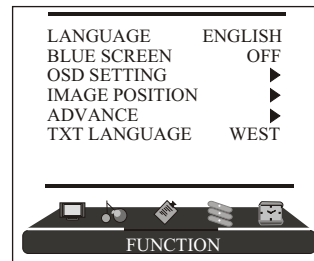 LANGUAGE ENGLISH
BLUE SCREEN OFF
OSD SETTING
IMAGE POSITION
ADVANCE
TXT LANGUAGE WEST
FUNCTION